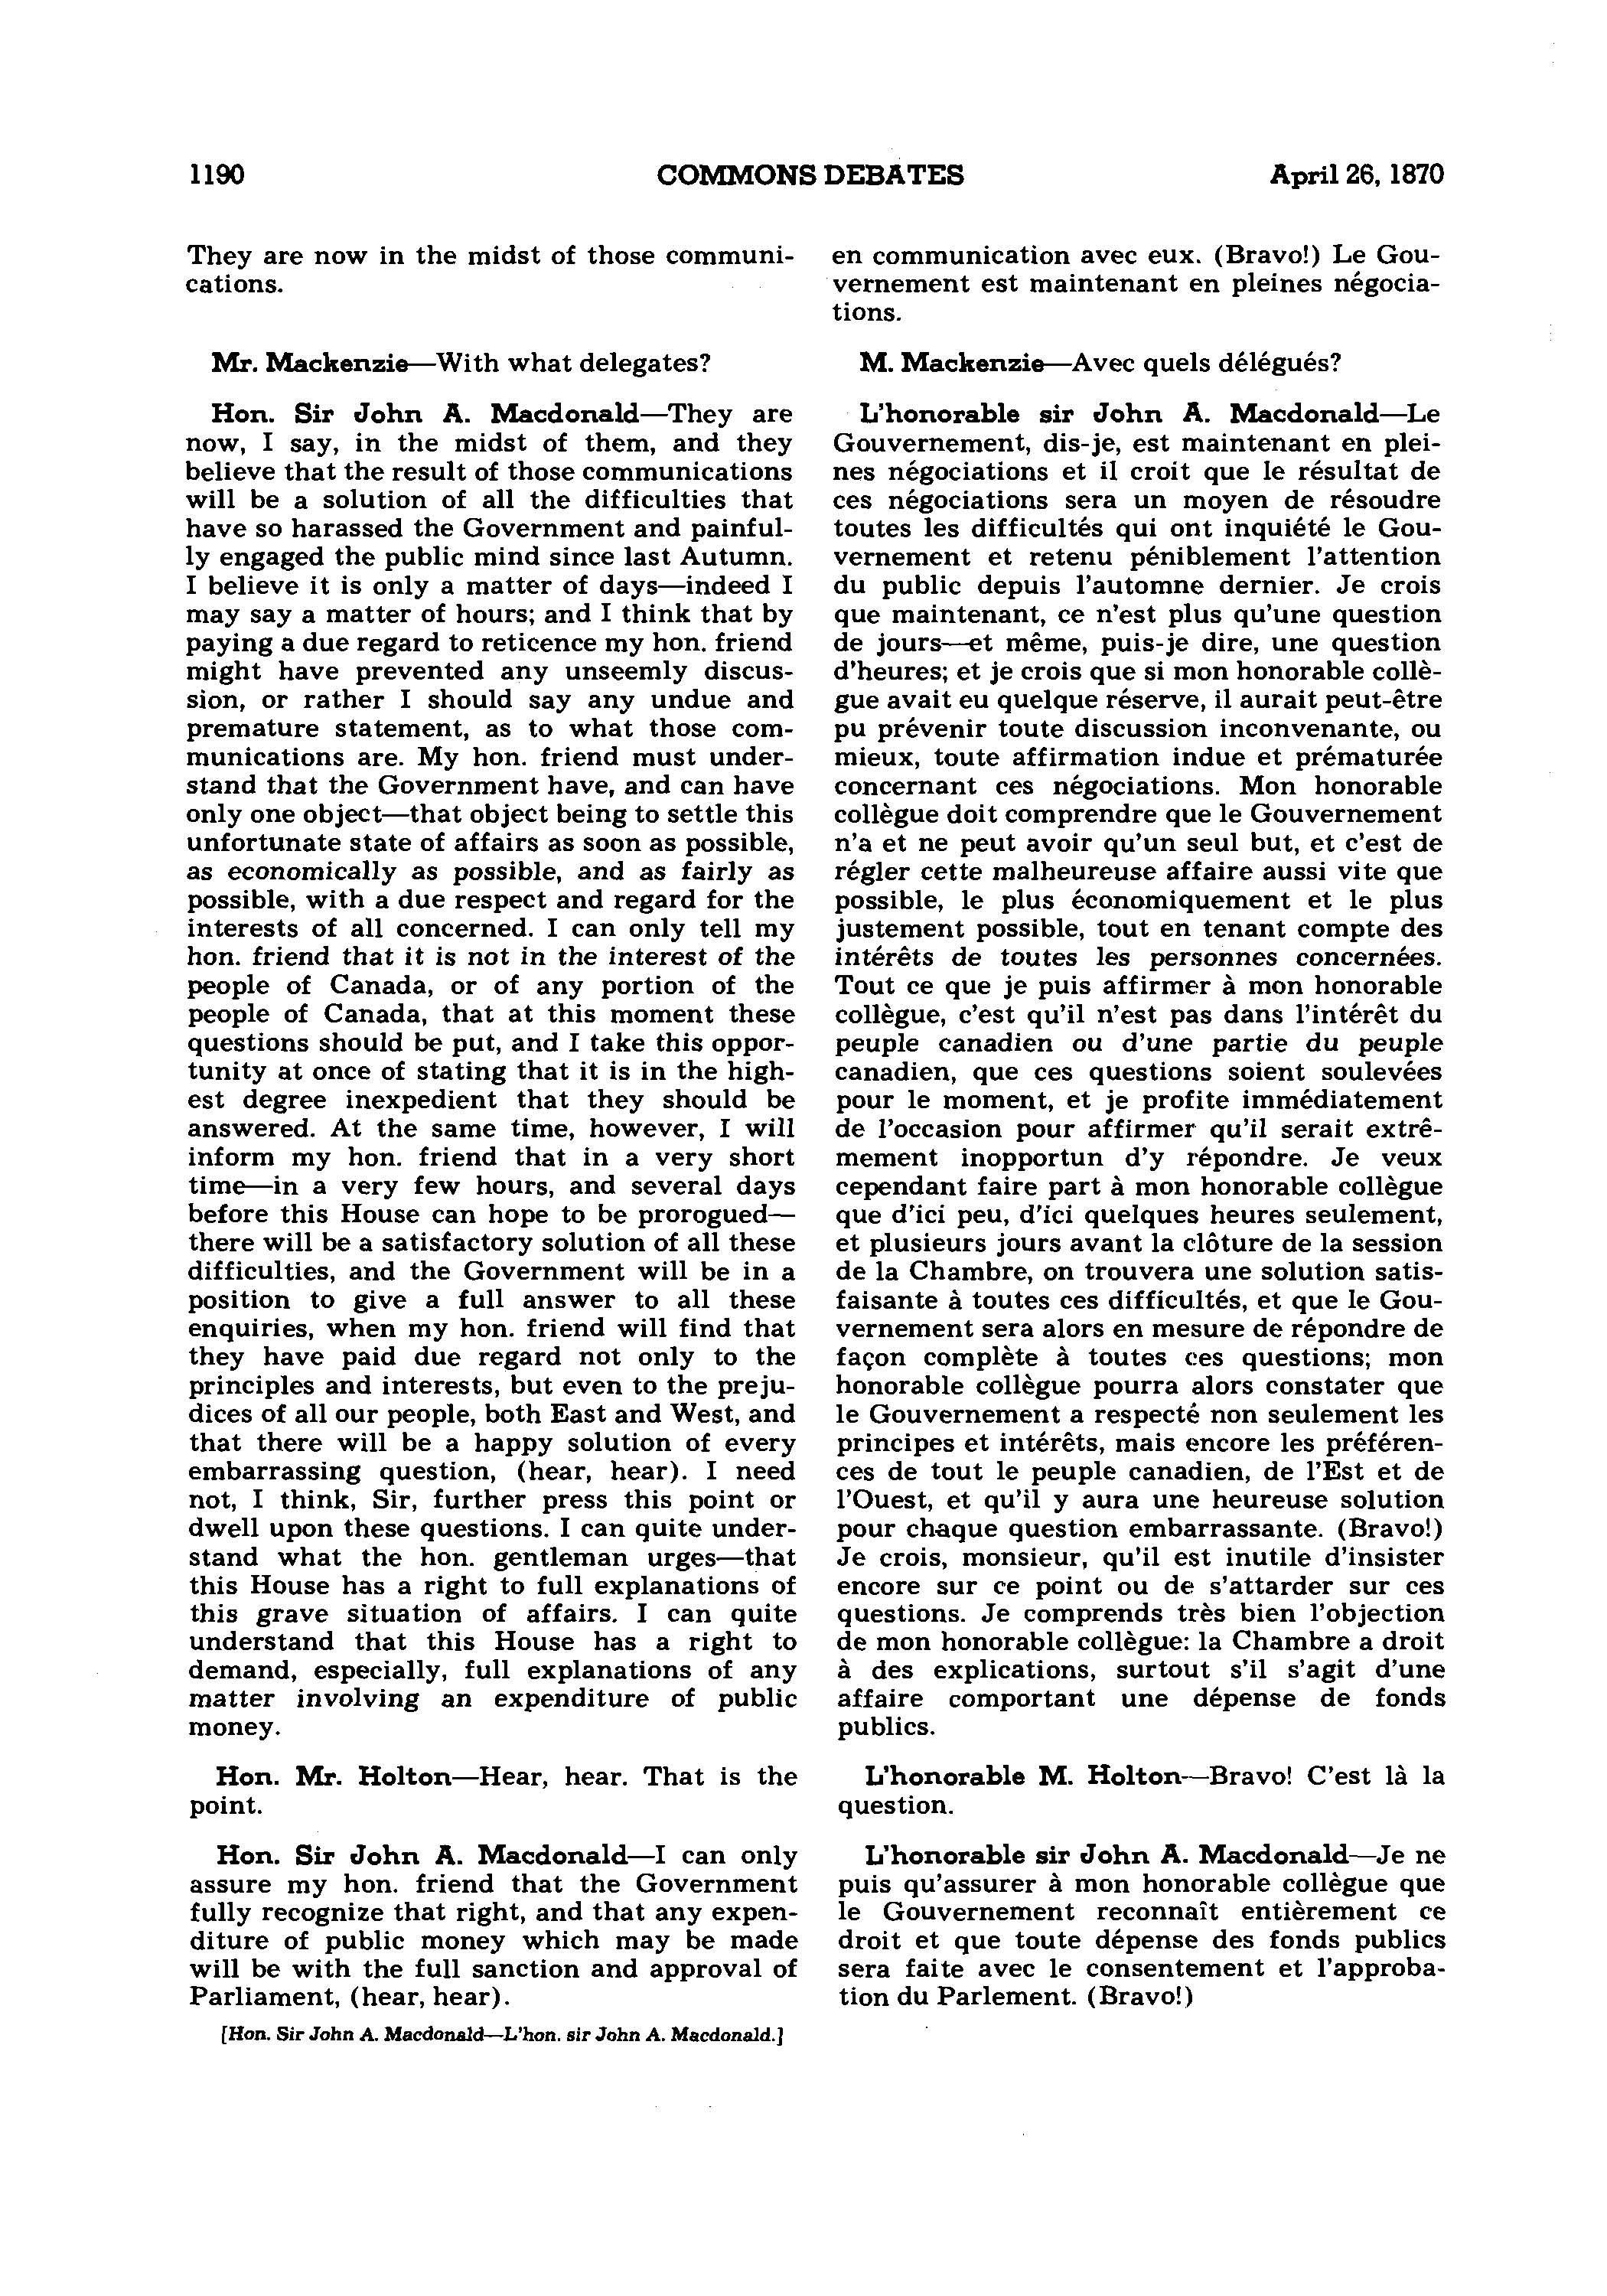 1190
COMMONS DEBATES
April 26, 1870
They are now in the midst of those communi-
cations.
Mr. Mackenzie—With what delegates?
Hon. Sir John A. Macdonald—They are
now, I say, in the midst of them, and they
believe that the result of those communications
will be a solution of all the difficulties that
have so harassed the Government and painful-
ly engaged the public mind since last Autumn.
I believe it is only a matter of days—indeed I
may say a matter of hours; and I think that by
paying a due regard to reticence my hon. friend
might have prevented any unseemly discus-
sion, or rather I should say any undue and
premature statement, as to what those com-
munications are. My hon. friend must under-
stand that the Government have, and can have
only one object—that object being to settle this
unfortunate state of affairs as soon as possible,
as economically as possible, and as fairly as
possible, with a due respect and regard for the
interests of all concerned. I can only tell my
hon. friend that it is not in the interest of the
people of Canada, or of any portion of the
people of Canada, that at this moment these
questions should be put, and I take this oppor-
tunity at once of stating that it is in the high-
est degree inexpedient that they should be
answered. At the same time, however, I will
inform my hon. friend that in a very short
time—in a very few hours, and several days
before this House can hope to be prorogued—
there will be a satisfactory solution of all these
difficulties, and the Government will be in a
position to give a full answer to all these
enquiries, when my hon. friend will find that
they have paid due regard not only to the
principles and interests, but even to the preju-
dices of all our people, both East and West, and
that there will be a happy solution of every
embarrassing question, (hear, hear). I need
not, I think, Sir, further press this point or
dwell upon these questions. I can quite under-
stand what the hon. gentleman urges—that
this House has a right to full explanations of
this grave situation of affairs. I can quite
understand that this House has a right to
demand, especially, full explanations of any
matter involving an expenditure of public
money.
Hon. Mr. Holton—Hear, hear. That is the
point.
Hon. Sir John A. Macdonald—I can only
assure my hon. friend that the Government
fully recognize that right, and that any expen-
diture of public money which may be made
will be with the full sanction and approval of
Parliament, (hear, hear).
[Hon. Sir John A. Macdonald—L'hon. sir John A. Macdonald.]
en communication avec eux. (Bravo!) Le Gou-
vernement est maintenant en pleines négocia-
tions.
M. Mackenzie—Avec quels délégués?
L'honorable sir John A. Macdonald—Le
Gouvernement, dis-je, est maintenant en plei-
nes négociations et il croit que le résultat de
ces négociations sera un moyen de résoudre
toutes les difficultés qui ont inquiété le Gou-
vernement et retenu péniblement l'attention
du public depuis l'automne dernier. Je crois
que maintenant, ce n'est plus qu'une question
de jours—et même, puis-je dire, une question
d'heures; et je crois que si mon honorable collè-
gue avait eu quelque réserve, il aurait peut-être
pu prévenir toute discussion inconvenante, ou
mieux, toute affirmation indue et prématurée
concernant ces négociations. Mon honorable
collègue doit comprendre que le Gouvernement
n'a et ne peut avoir qu'un seul but, et c'est de
régler cette malheureuse affaire aussi vite que
possible, le plus économiquement et le plus
justement possible, tout en tenant compte des
intérêts de toutes les personnes concernées.
Tout ce que je puis affirmer à mon honorable
collègue, c'est qu'il n'est pas dans l'intérêt du
peuple canadien ou d'une partie du peuple
canadien, que ces questions soient soulevées
pour le moment, et je profite immédiatement
de l'occasion pour affirmer qu'il serait extrê-
mement inopportun d'y répondre. Je veux
cependant faire part à mon honorable collègue
que d'ici peu, d'ici quelques heures seulement,
et plusieurs jours avant la clôture de la session
de la Chambre, on trouvera une solution satis-
faisante à toutes ces difficultés, et que le Gou-
vernement sera alors en mesure de répondre de
façon complète à toutes ces questions; mon
honorable collègue pourra alors constater que
le Gouvernement a respecté non seulement les
principes et intérêts, mais encore les préféren-
ces de tout le peuple canadien, de l'Est et de
l'Ouest, et qu'il y aura une heureuse solution
pour chaque question embarrassante. (Bravo!)
Je crois, monsieur, qu'il est inutile d'insister
encore sur ce point ou de s'attarder sur ces
questions. Je comprends très bien l'objection
de mon honorable collègue: la Chambre a droit
à des explications, surtout s'il s'agit d'une
affaire comportant une dépense de fonds
publics.
L'honorable M. Holton—Bravo! C'est là la
question.
L'honorable sir John A. Macdonald—Je ne
puis qu'assurer à mon honorable collègue que
le Gouvernement reconnaît entièrement ce
droit et que toute dépense des fonds publics
sera faite avec le consentement et l'approba-
tion du Parlement. (Bravo!)